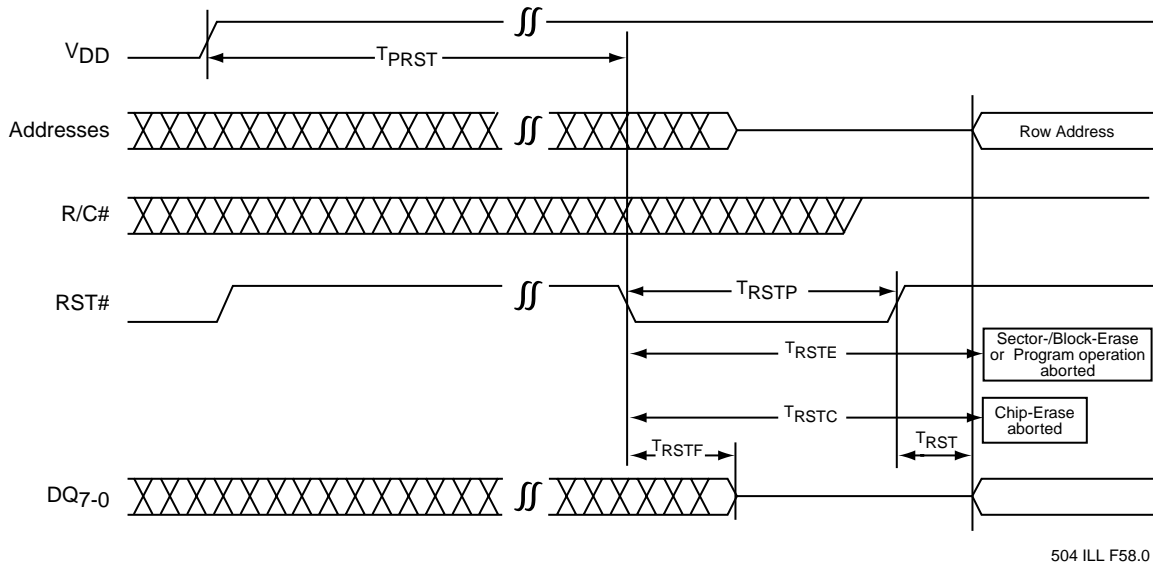 VDD
TPRST
Addresses
Row Address
R/C#
RST#
TRSTP
TRSTE
Sector-/Block-Erase
or Program operation
aborted
TRSTC
Chip-Erase
aborted
TRSTF
TRST
DQ7-0
504 ILL F58.0